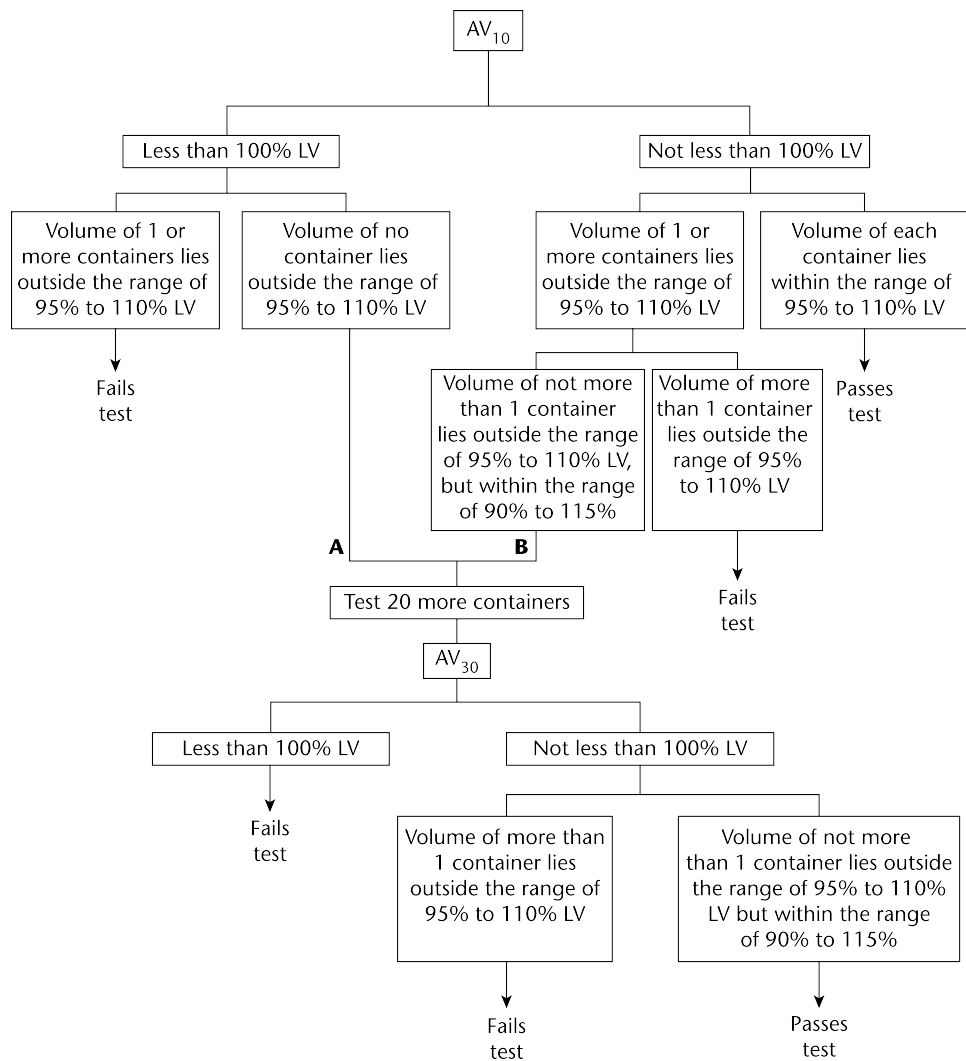 AV10
Less than 100% LV
Not less than 100% LV
Volume of 1 or
more containers lies
outside the range of
95% to 110% LV
Volume of no
container lies
outside the range of
95% to 110% LV
Volume of 1 or
more containers lies
outside the range of
95% to 110% LV
Volume of each
container lies
within the range of
95% to 110% LV
Fails
test
Volume of not more
than 1 container
lies outside the range
of 95% to 110% LV,
but within the range
of 90% to 115%
Volume of more
than 1 container
lies outside the
range of 95%
to 110% LV
Passes
test
A
B
Fails
test
Test 20 more containers
AV30
Less than 100% LV
Not less than 100% LV
Fails
test
Volume of more than
1 container lies
outside the range of
95% to 110% LV
Volume of not more
than 1 container lies outside
the range of 95% to 110%
LV but within the range
of 90% to 115%
Fails
test
Passes
test